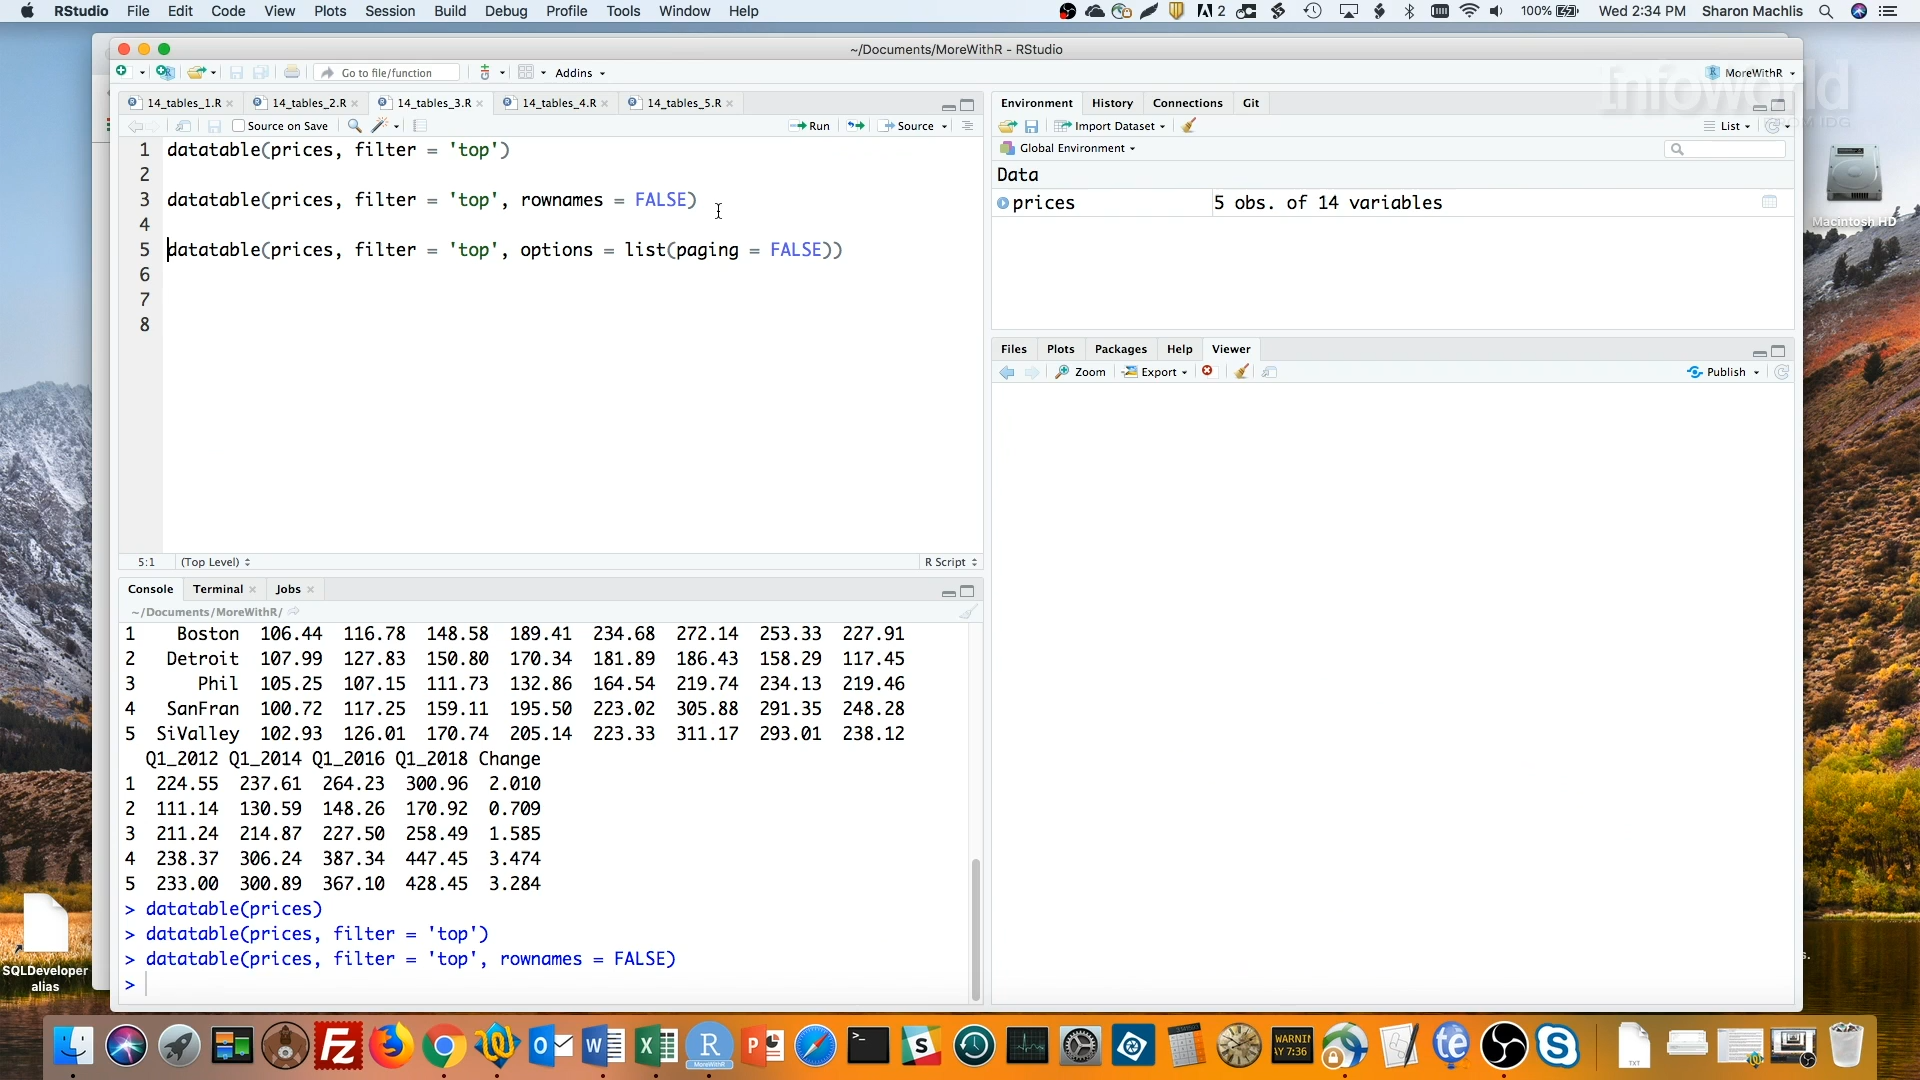 RStudio File Edit Code View Plots Session Build Debug Profile Tools Window Help 2 100% Wed 2:34 PM Sharon Machlis
~/Documents/MoreWithR - RStudio
Go to file/function Addins MoreWithR
InfoWorld
FROM IDG
14_tables_1.R 14_tables_2.R 14_tables_3.R 14_tables_4.R 14_tables_5.R
Source on Save Run Source
1 datatable(prices, filter = 'top')
2
3 datatable(prices, filter = 'top', rownames = FALSE)
4
5 datatable(prices, filter = 'top', options = list(paging = FALSE))
6
7
8
5:1 (Top Level) R Script
Console Terminal Jobs
~/Documents/MoreWithR/
1 Boston 106.44 116.78 148.58 189.41 234.68 272.14 253.33 227.91
2 Detroit 107.99 127.83 150.80 170.34 181.89 186.43 158.29 117.45
3 Phil 105.25 107.15 111.73 132.86 164.54 219.74 234.13 219.46
4 SanFran 100.72 117.25 159.11 195.50 223.02 305.88 291.35 248.28
5 SiValley 102.93 126.01 170.74 205.14 223.33 311.17 293.01 238.12
Q1_2012 Q1_2014 Q1_2016 Q1_2018 Change
1 224.55 237.61 264.23 300.96 2.010
2 111.14 130.59 148.26 170.92 0.709
3 211.24 214.87 227.50 258.49 1.585
4 238.37 306.24 387.34 447.45 3.474
5 233.00 300.89 367.10 428.45 3.284
> datatable(prices)
> datatable(prices, filter = 'top')
> datatable(prices, filter = 'top', rownames = FALSE)
>
Environment History Connections Git
Import Dataset List
Global Environment
Data
prices 5 obs. of 14 variables
Files Plots Packages Help Viewer
Zoom Export Publish
Macintosh HD
SQLDeveloper
alias
MoreWithR
WARNIN
AY 7:36
TXT